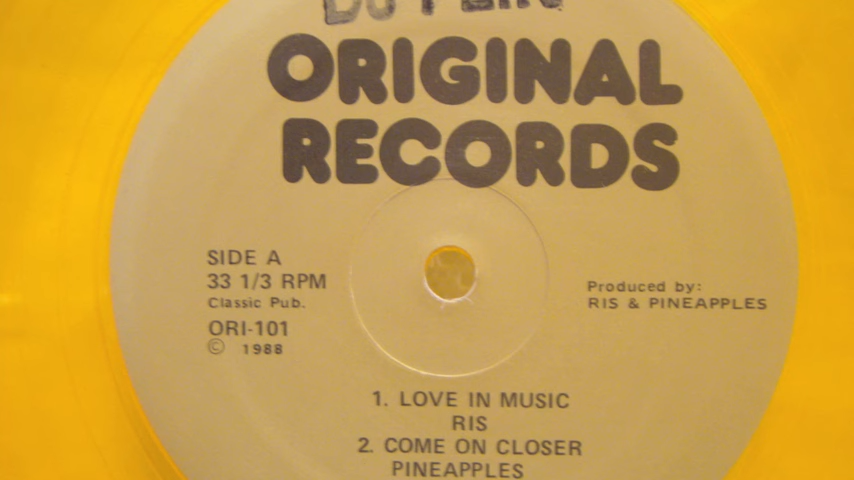 ORIGINAL
RECORDS
SIDE A
33 1/3 RPM
Classic Pub.
ORI-101
© 1988
Produced by:
RIS & PINEAPPLES
1. LOVE IN MUSIC
RIS
2. COME ON CLOSER
PINEAPPLES